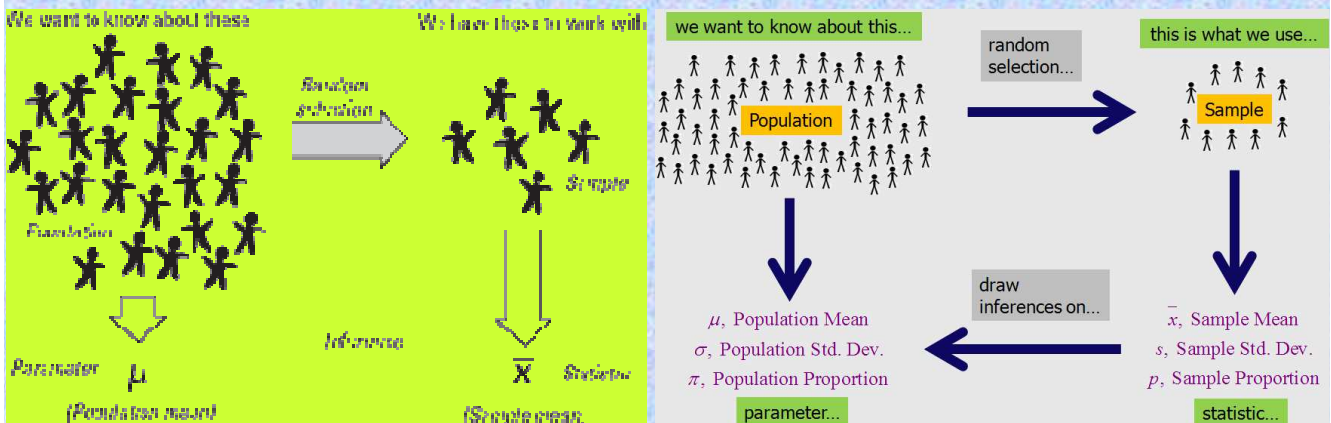 We want to know about these
We have these to work with
Random
selection
Sample
Population
Inference
Parameter
μ
x̄
Statistic
(Population mean)
(Sample mean)
we want to know about this...
random
selection...
this is what we use...
Population
Sample
draw
inferences on...
μ, Population Mean
σ, Population Std. Dev.
π, Population Proportion
x̄, Sample Mean
s, Sample Std. Dev.
p, Sample Proportion
parameter...
statistic...